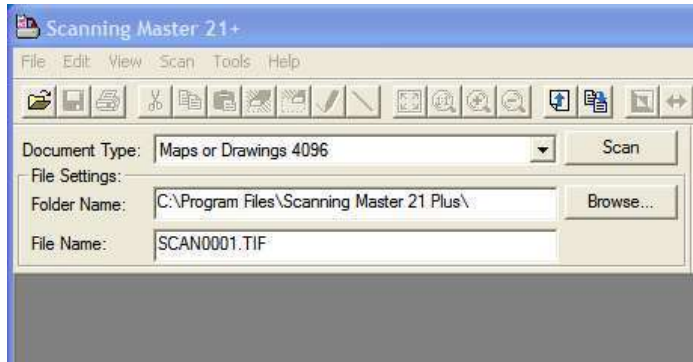 Scanning Master 21+
File Edit View Scan Tools Help
Document Type: Maps or Drawings 4096 Scan
File Settings:
Folder Name: C:\Program Files\Scanning Master 21 Plus\ Browse...
File Name: SCAN0001.TIF